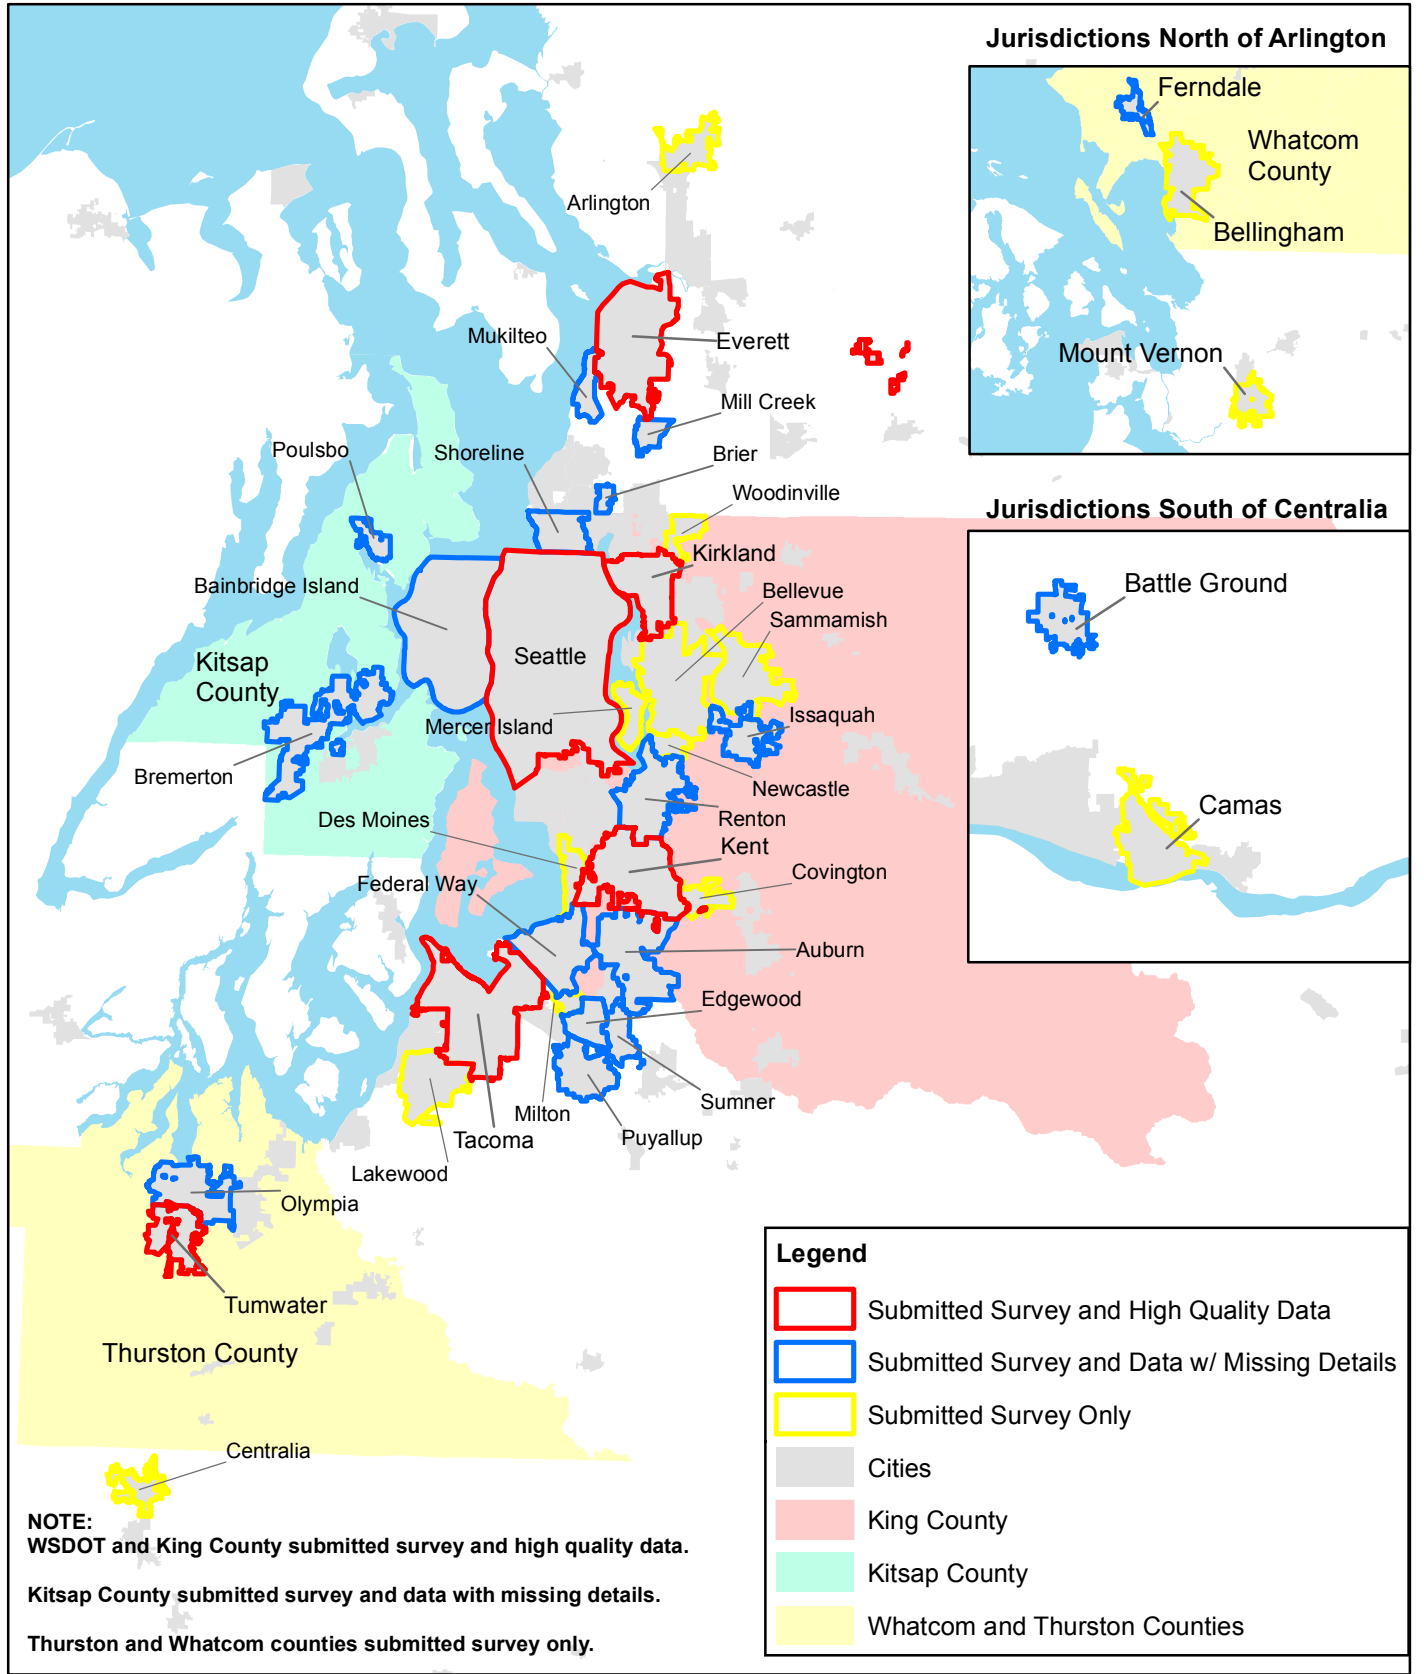 Jurisdictions North of Arlington
Ferndale
Whatcom
County
Bellingham
Mount Vernon
Arlington
Mukilteo
Everett
Mill Creek
Poulsbo
Shoreline
Brier
Woodinville
Jurisdictions South of Centralia
Kirkland
Battle Ground
Bainbridge Island
Bellevue
Sammamish
Seattle
Kitsap
County
Mercer Island
Issaquah
Bremerton
Newcastle
Camas
Des Moines
Renton
Kent
Federal Way
Covington
Auburn
Edgewood
Sumner
Milton
Tacoma
Puyallup
Lakewood
Olympia
Tumwater
Thurston County
Centralia
NOTE:
WSDOT and King County submitted survey and high quality data.
Kitsap County submitted survey and data with missing details.
Thurston and Whatcom counties submitted survey only.
Legend
Submitted Survey and High Quality Data
Submitted Survey and Data w/ Missing Details
Submitted Survey Only
Cities
King County
Kitsap County
Whatcom and Thurston Counties